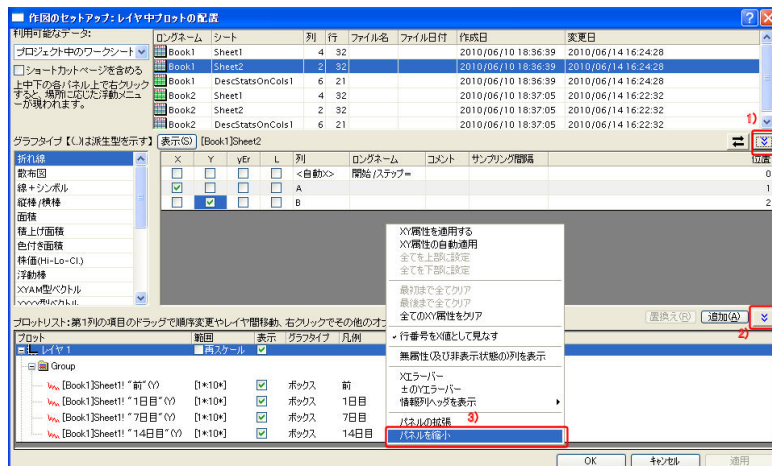 作図のセットアップ: レイヤ中プロットの配置
利用可能なデータ:
プロジェクト中のワークシート
ショートカットページを含める
上中下の各パネル上で右クリック
すると、場所に応じた浮動メニュ
ーが現われます。
ロングネーム シート 列 行 ファイル名 ファイル日付 作成日 変更日
Book1 Sheet1 4 32 2010/06/10 18:36:39 2010/06/14 16:24:28
Book1 Sheet2 2 32 2010/06/10 18:36:39 2010/06/14 16:24:28
Book1 DescStatsOnCols1 6 21 2010/06/10 18:36:39 2010/06/14 16:24:28
Book2 Sheet1 4 32 2010/06/10 18:37:05 2010/06/14 16:22:32
Book2 Sheet2 2 32 2010/06/10 18:37:05 2010/06/14 16:22:32
Book2 DescStatsOnCols1 6 21 2010/06/10 18:37:05 2010/06/14 16:22:32
1)
グラフタイプ【(.)は派生型を示す】 表示(S) [Book1]Sheet2
折れ線
散布図
線+シンボル
縦棒/横棒
面積
積上げ面積
色付き面積
株価(Hi-Lo-Cl.)
浮動棒
XYAM型ベクトル
XYXY型ベクトル
X Y yEr L 列 ロングネーム コメント サンプリング間隔 位置
<自動X> 開始/ステップ= 0
A 1
B 2
XY属性を適用する
XY属性の自動適用
全てを上部に設定
全てを下部に設定
最初まで全てクリア
最後まで全てクリア
全てのXY属性をクリア
行番号をX値として見なす
無属性(及び非表示状態の列を表示
Xエラーバー
±のYエラーバー
情報列ヘッダを表示
パネルの拡張
3)
パネルを縮小
置換え(R) 追加(A)
2)
プロットリスト:第1列の項目のドラッグで順序変更やレイヤ間移動、右クリックでその他のオ
プロット 範囲 表示 グラフタイプ 凡例
レイヤ 1 再スケール
Group
[Book1]Sheet1! "前"(Y) [1*:10*] ボックス 前
[Book1]Sheet1! "1日目"(Y) [1*:10*] ボックス 1日目
[Book1]Sheet1! "7日目"(Y) [1*:10*] ボックス 7日目
[Book1]Sheet1! "14日目"(Y) [1*:10*] ボックス 14日目
OK キャンセル 適用